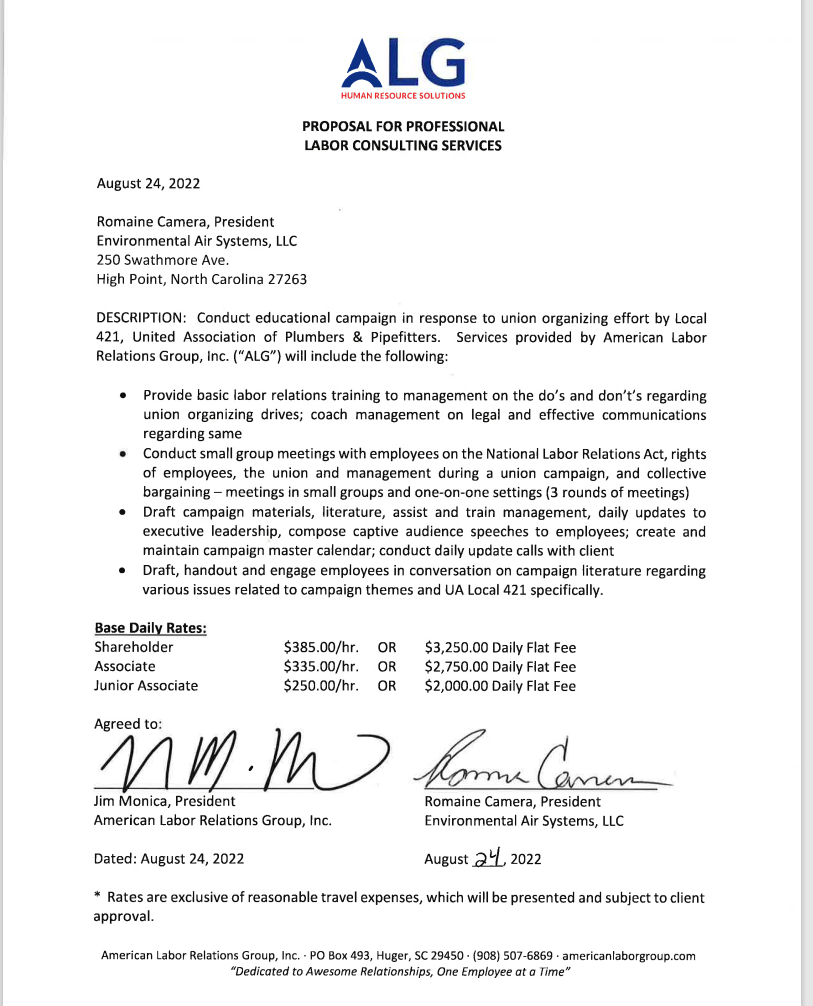 ALG
HUMAN RESOURCE SOLUTIONS
PROPOSAL FOR PROFESSIONAL
LABOR CONSULTING SERVICES
August 24, 2022
Romaine Camera, President
Environmental Air Systems, LLC
250 Swathmore Ave.
High Point, North Carolina 27263
DESCRIPTION: Conduct educational campaign in response to union organizing effort by Local
421, United Association of Plumbers & Pipefitters. Services provided by American Labor
Relations Group, Inc. ("ALG") will include the following:
• Provide basic labor relations training to management on the do's and don't's regarding
union organizing drives; coach management on legal and effective communications
regarding same
• Conduct small group meetings with employees on the National Labor Relations Act, rights
of employees, the union and management during a union campaign, and collective
bargaining – meetings in small groups and one-on-one settings (3 rounds of meetings)
• Draft campaign materials, literature, assist and train management, daily updates to
executive leadership, compose captive audience speeches to employees; create and
maintain campaign master calendar; conduct daily update calls with client
• Draft, handout and engage employees in conversation on campaign literature regarding
various issues related to campaign themes and UA Local 421 specifically.
Base Daily Rates:
Shareholder $385.00/hr. OR $3,250.00 Daily Flat Fee
Associate $335.00/hr. OR $2,750.00 Daily Flat Fee
Junior Associate $250.00/hr. OR $2,000.00 Daily Flat Fee
Agreed to:
Romaine Camera
Jim Monica, President Romaine Camera, President
American Labor Relations Group, Inc. Environmental Air Systems, LLC
Dated: August 24, 2022 August 24, 2022
* Rates are exclusive of reasonable travel expenses, which will be presented and subject to client
approval.
American Labor Relations Group, Inc. · PO Box 493, Huger, SC 29450 · (908) 507-6869 · americanlaborgroup.com
"Dedicated to Awesome Relationships, One Employee at a Time"